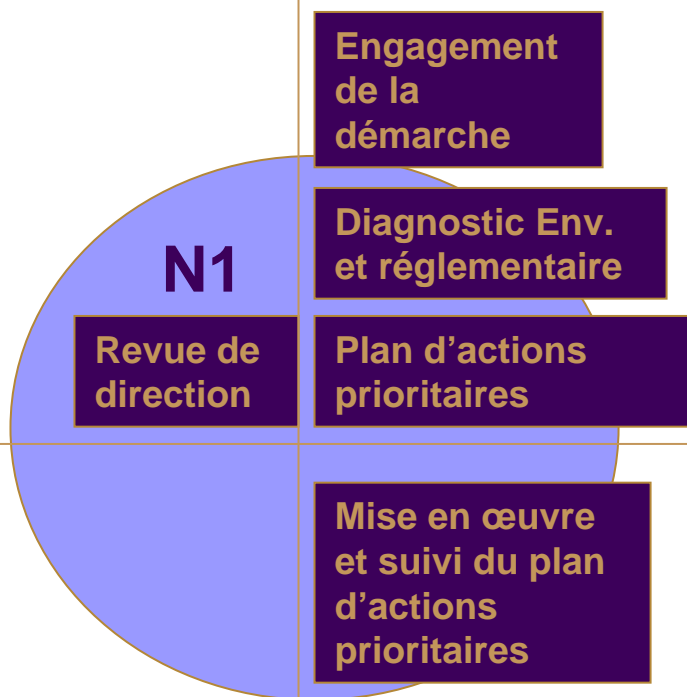 Engagement
de la
démarche
Diagnostic Env.
et réglementaire
N1
Revue de
direction
Plan d’actions
prioritaires
Mise en œuvre
et suivi du plan
d’actions
prioritaires